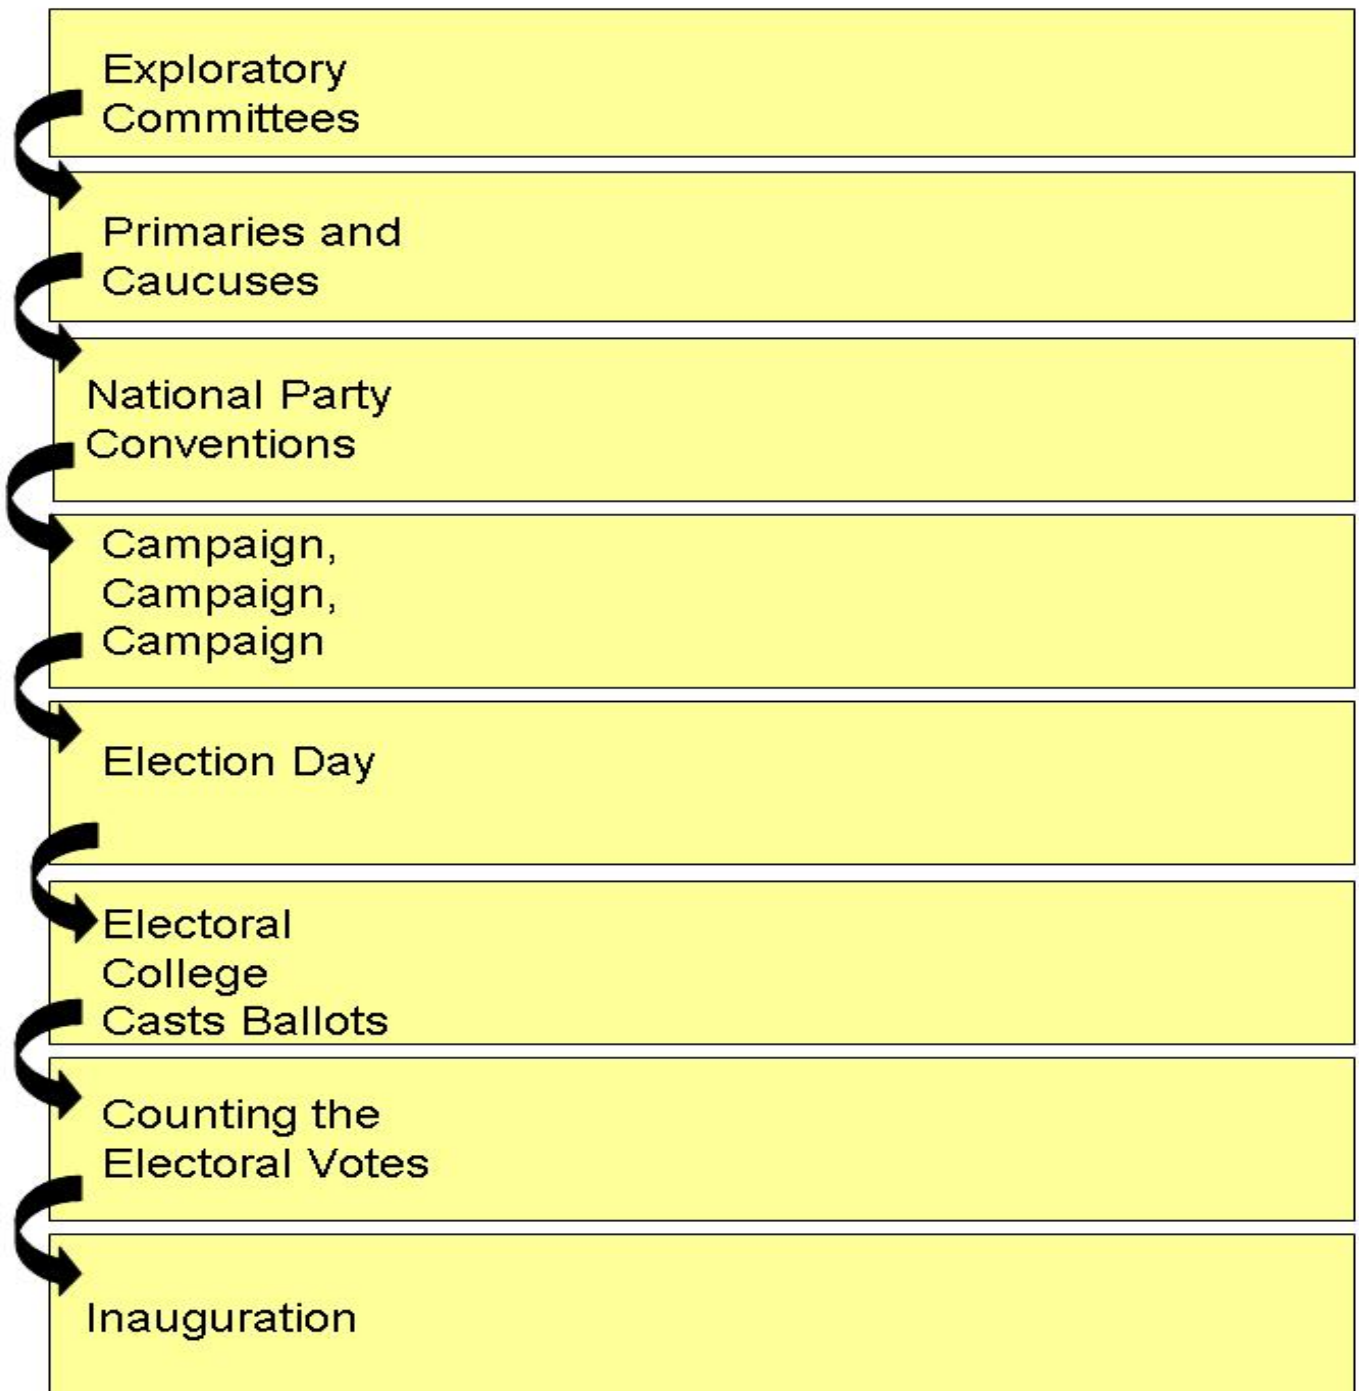 Exploratory
Committees
Primaries and
Caucuses
National Party
Conventions
Campaign,
Campaign,
Campaign
Election Day
Electoral
College
Casts Ballots
Counting the
Electoral Votes
Inauguration